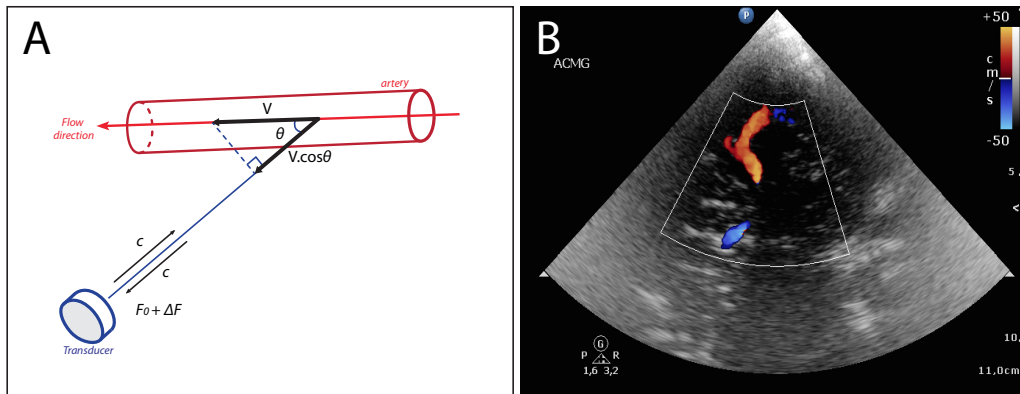 A
artery
V
Flow
direction
θ
V.cosθ
c
c
F₀ + ΔF
Transducer
B
P
+50
ACMG
c
m
/
s
-50
5,
<
G
P R
1,6 3,2
10,
11,0cm